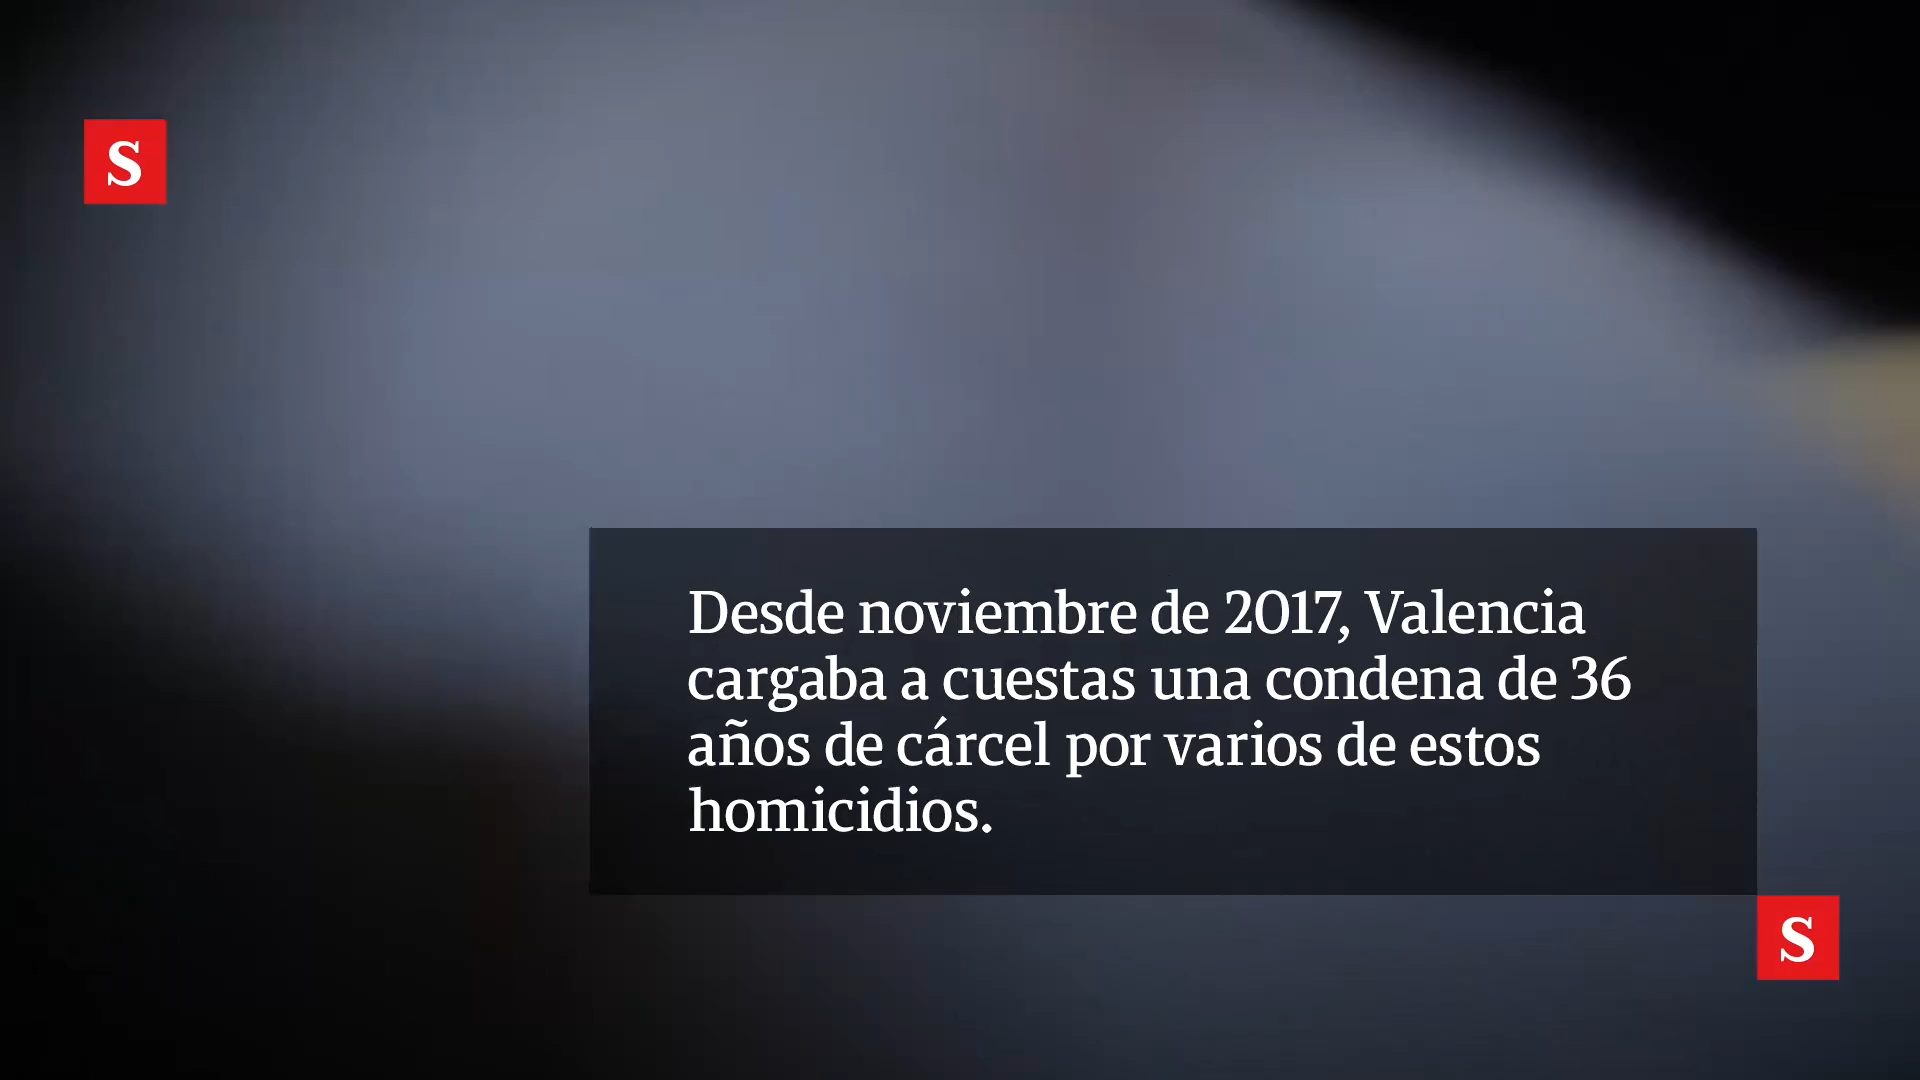 S
Desde noviembre de 2017, Valencia
cargaba a cuestas una condena de 36
años de cárcel por varios de estos
homicidios.
S